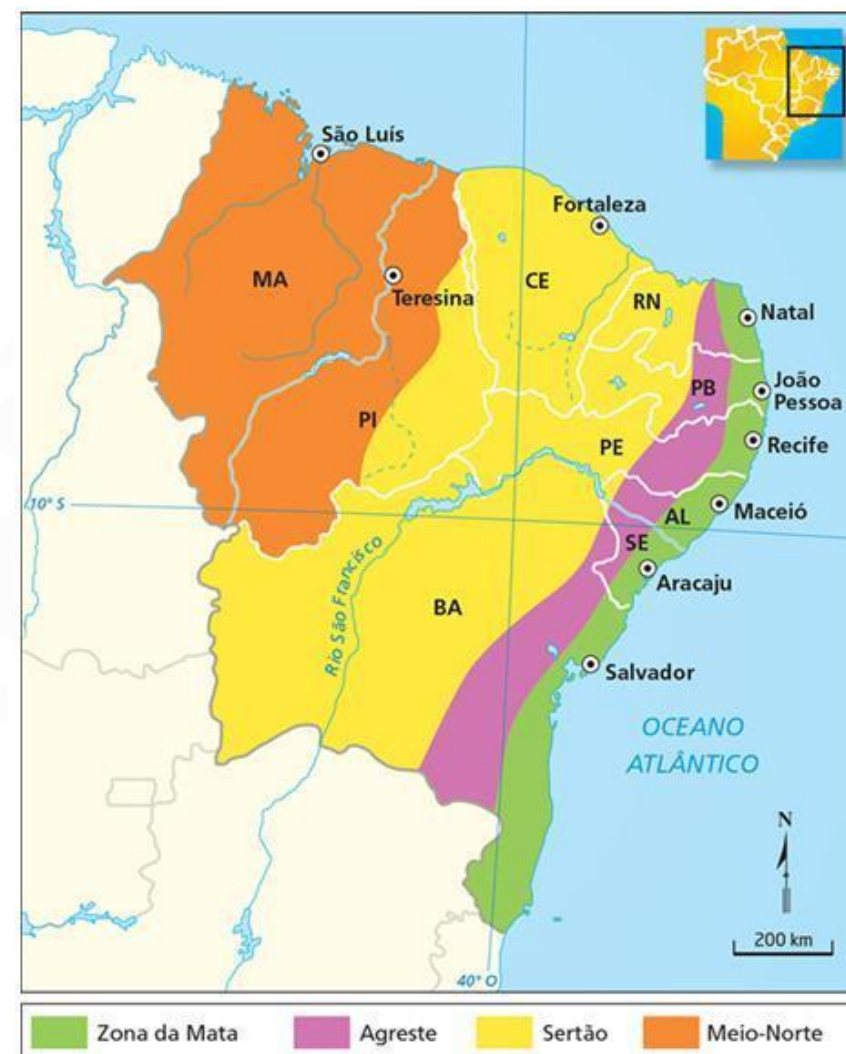 São Luís
Fortaleza
MA
Teresina
CE
RN
Natal
PB
João
Pessoa
PI
PE
Recife
10° S
AL
Maceió
SE
Aracaju
Rio São Francisco
BA
Salvador
OCEANO
ATLÂNTICO
N
200 km
40° O
Zona da Mata
Agreste
Sertão
Meio-Norte